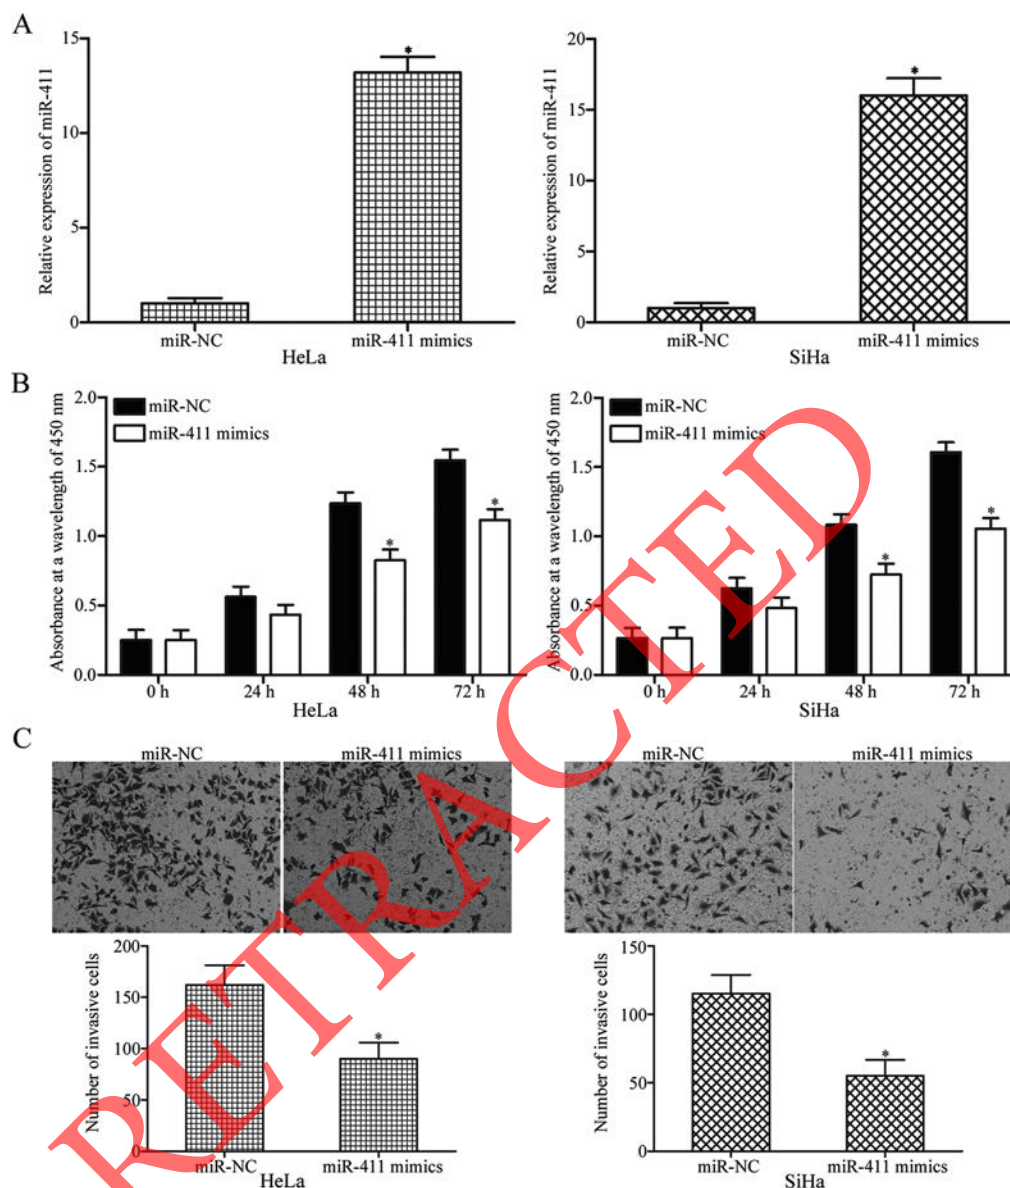 A
Relative expression of miR-411
15
10
5
0
*
miR-NC
miR-411 mimics
HeLa
Relative expression of miR-411
20
15
10
5
0
*
miR-NC
miR-411 mimics
SiHa
B
Absorbance at a wavelength of 450 nm
2.0
1.5
1.0
0.5
0.0
miR-NC
miR-411 mimics
*
*
0 h 24 h 48 h 72 h
HeLa
Absorbance at a wavelength of 450 nm
2.0
1.5
1.0
0.5
0.0
miR-NC
miR-411 mimics
*
*
0 h 24 h 48 h 72 h
SiHa
C
miR-NC miR-411 mimics
miR-NC miR-411 mimics
Number of invasive cells
200
150
100
50
0
*
miR-NC
miR-411 mimics
HeLa
Number of invasive cells
150
100
50
0
*
miR-NC
miR-411 mimics
SiHa
RETRACTED